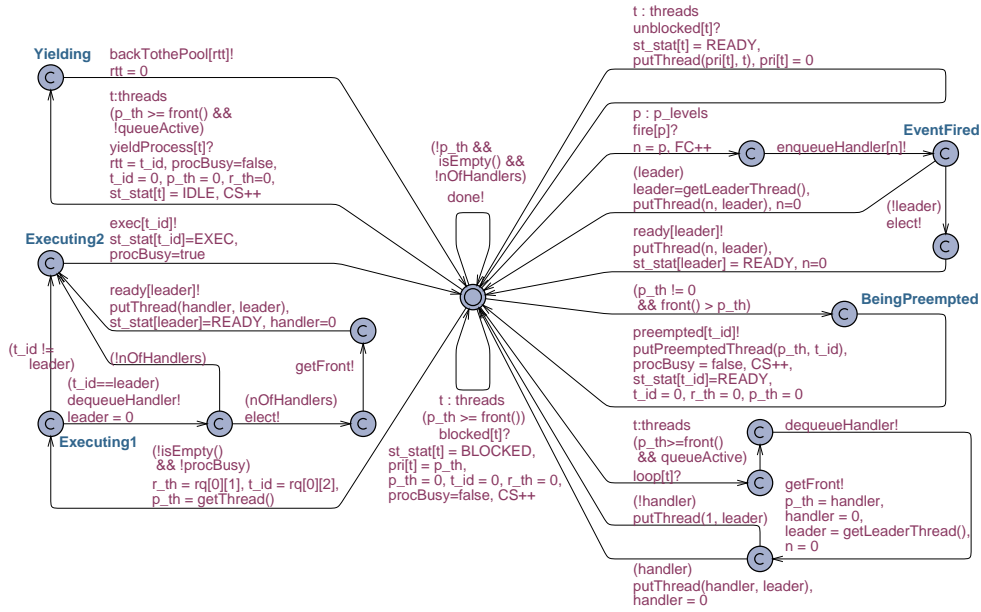 Yielding
C
backTothePool[rtt]!
rtt = 0
t:threads
(p_th >= front() &&
!queueActive)
yieldProcess[t]?
rtt = t_id, procBusy=false,
t_id = 0, p_th = 0, r_th=0,
st_stat[t] = IDLE, CS++
exec[t_id]!
st_stat[t_id]=EXEC,
procBusy=true
Executing2
C
ready[leader]!
putThread(handler, leader),
st_stat[leader]=READY, handler=0
C
getFront!
(t_id !=
leader)
(!nOfHandlers)
(t_id==leader)
dequeueHandler!
leader = 0
(nOfHandlers)
elect!
C
C
C
Executing1
(!isEmpty()
&& !procBusy)
r_th = rq[0][1], t_id = rq[0][2],
p_th = getThread()
(!p_th &&
isEmpty() &&
!nOfHandlers)
done!
t : threads
(p_th >= front())
blocked[t]?
st_stat[t] = BLOCKED,
pri[t] = p_th,
p_th = 0, t_id = 0, r_th = 0,
procBusy=false, CS++
t : threads
unblocked[t]?
st_stat[t] = READY,
putThread(pri[t], t), pri[t] = 0
p : p_levels
fire[p]?
n = p, FC++
C
enqueueHandler[n]!
EventFired
C
(leader)
leader=getLeaderThread(),
putThread(n, leader), n=0
(!leader)
elect!
C
ready[leader]!
putThread(n, leader),
st_stat[leader] = READY, n=0
(p_th != 0
&& front() > p_th)
BeingPreempted
C
preempted[t_id]!
putPreemptedThread(p_th, t_id),
procBusy = false, CS++,
st_stat[t_id]=READY,
t_id = 0, r_th = 0, p_th = 0
t:threads
(p_th>=front()
&& queueActive)
loop[t]?
C
C
dequeueHandler!
getFront!
p_th = handler,
handler = 0,
leader = getLeaderThread(),
n = 0
(!handler)
putThread(1, leader)
C
(handler)
putThread(handler, leader),
handler = 0